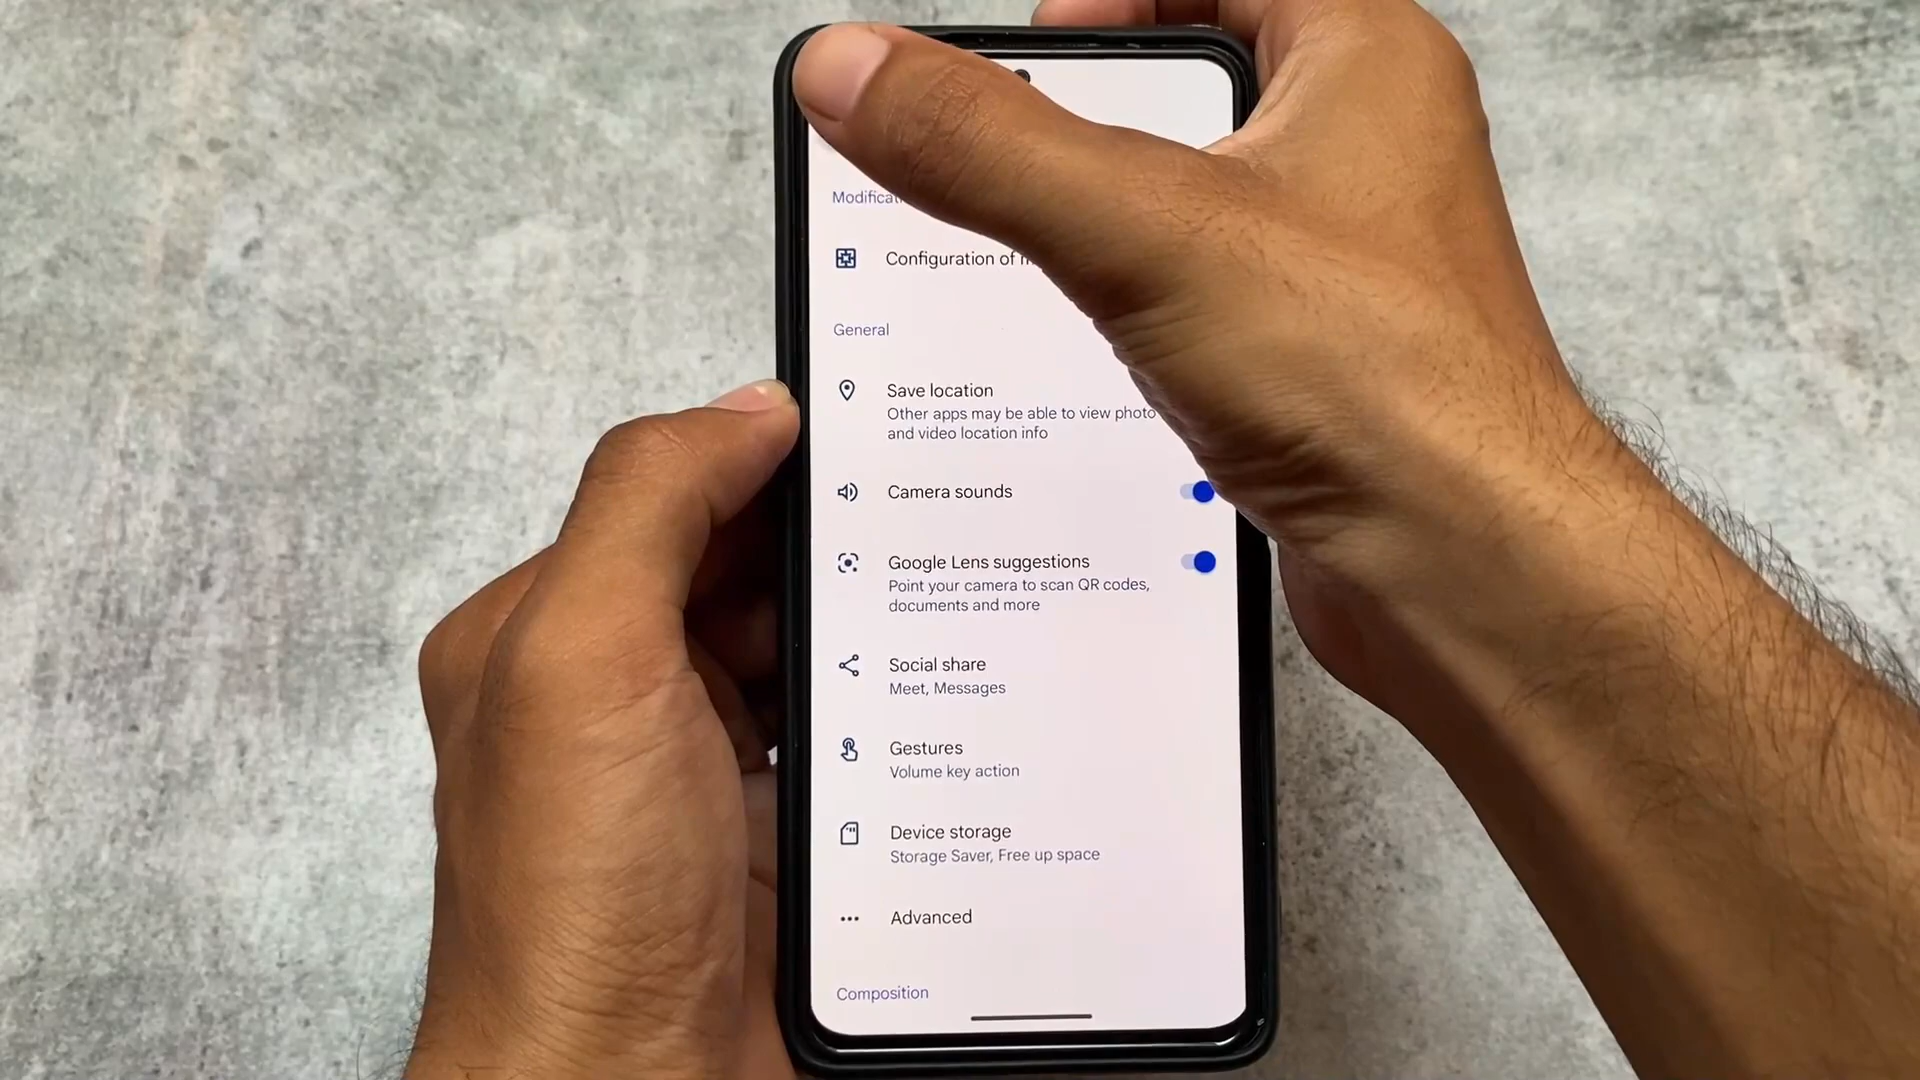 Configuration of
General
Save location
Other apps may be able to view photo
and video location info
Camera sounds
Google Lens suggestions
Point your camera to scan QR codes,
documents and more
Social share
Meet, Messages
Gestures
Volume key action
Device storage
Storage Saver, Free up space
Advanced
Composition